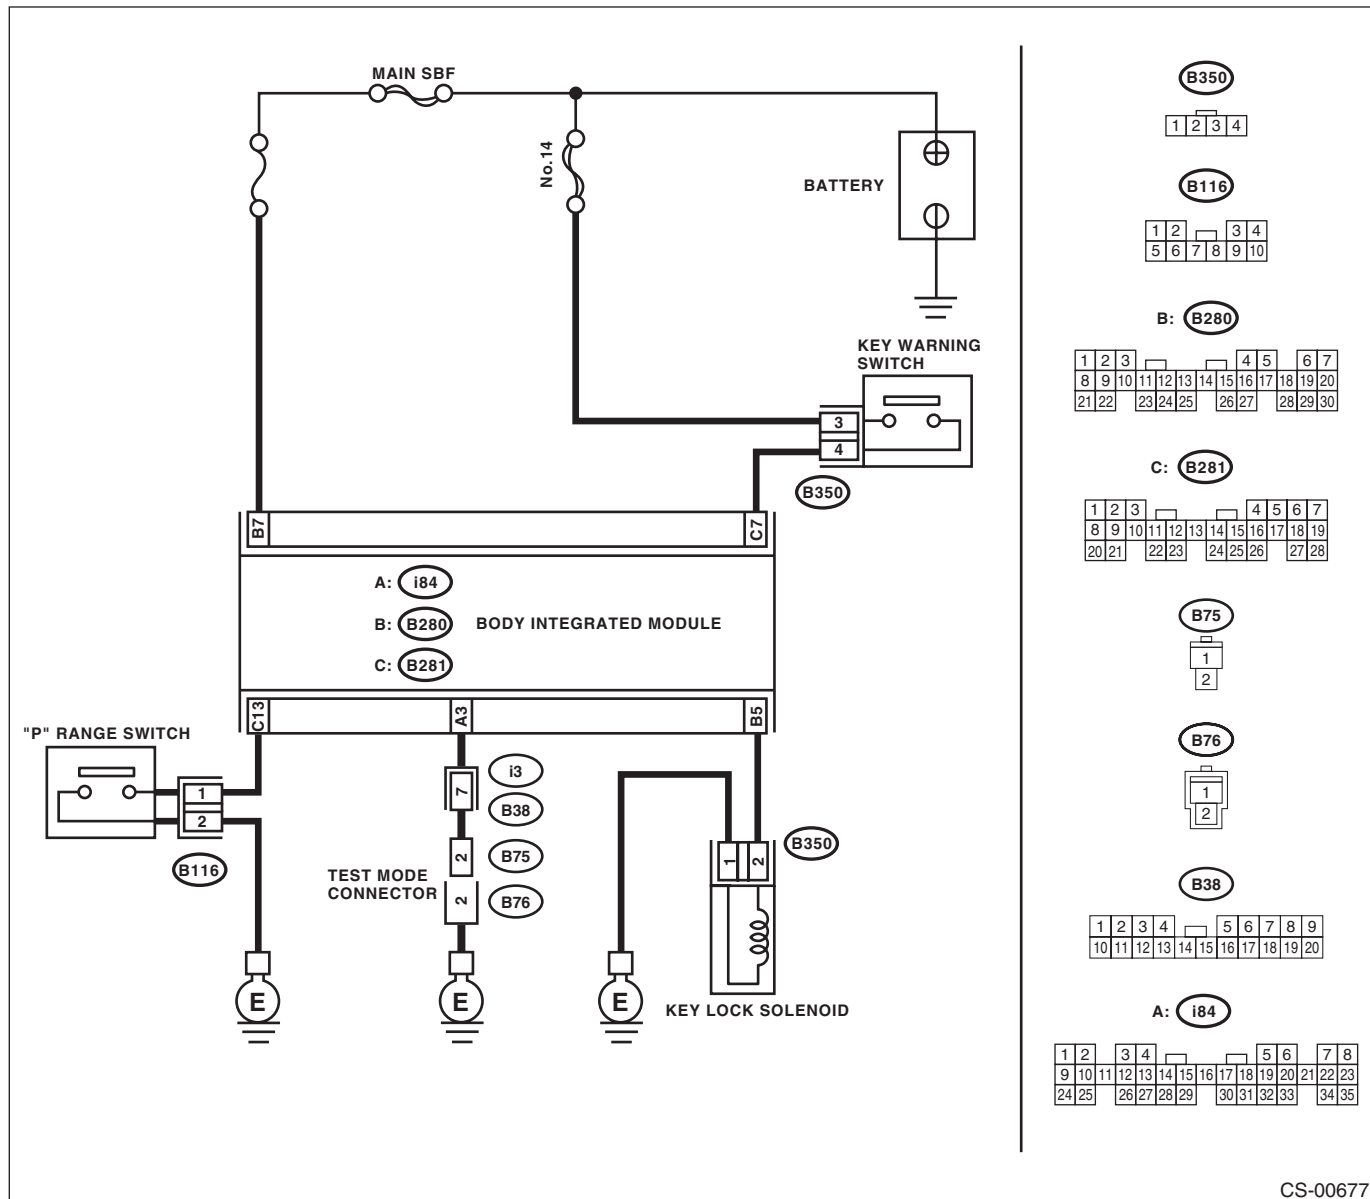 MAIN SBF
No.14
BATTERY
KEY WARNING
SWITCH
3
4
B350
B7
C7
A: i84
B: B280 BODY INTEGRATED MODULE
C: B281
C13
A3
B5
"P" RANGE SWITCH
1
2
B116
7
i3
B38
2
B75
TEST MODE
CONNECTOR
2
B76
1
2
B350
KEY LOCK SOLENOID
E
E
E
B350
1 2 3 4
B116
1 2 3 4
5 6 7 8 9 10
B: B280
1 2 3 4 5 6 7
8 9 10 11 12 13 14 15 16 17 18 19 20
21 22 23 24 25 26 27 28 29 30
C: B281
1 2 3 4 5 6 7
8 9 10 11 12 13 14 15 16 17 18 19
20 21 22 23 24 25 26 27 28
B75
1
2
B76
1
2
B38
1 2 3 4 5 6 7 8 9
10 11 12 13 14 15 16 17 18 19 20
A: i84
1 2 3 4 5 6 7 8
9 10 11 12 13 14 15 16 17 18 19 20 21 22 23
24 25 26 27 28 29 30 31 32 33 34 35
CS-00677